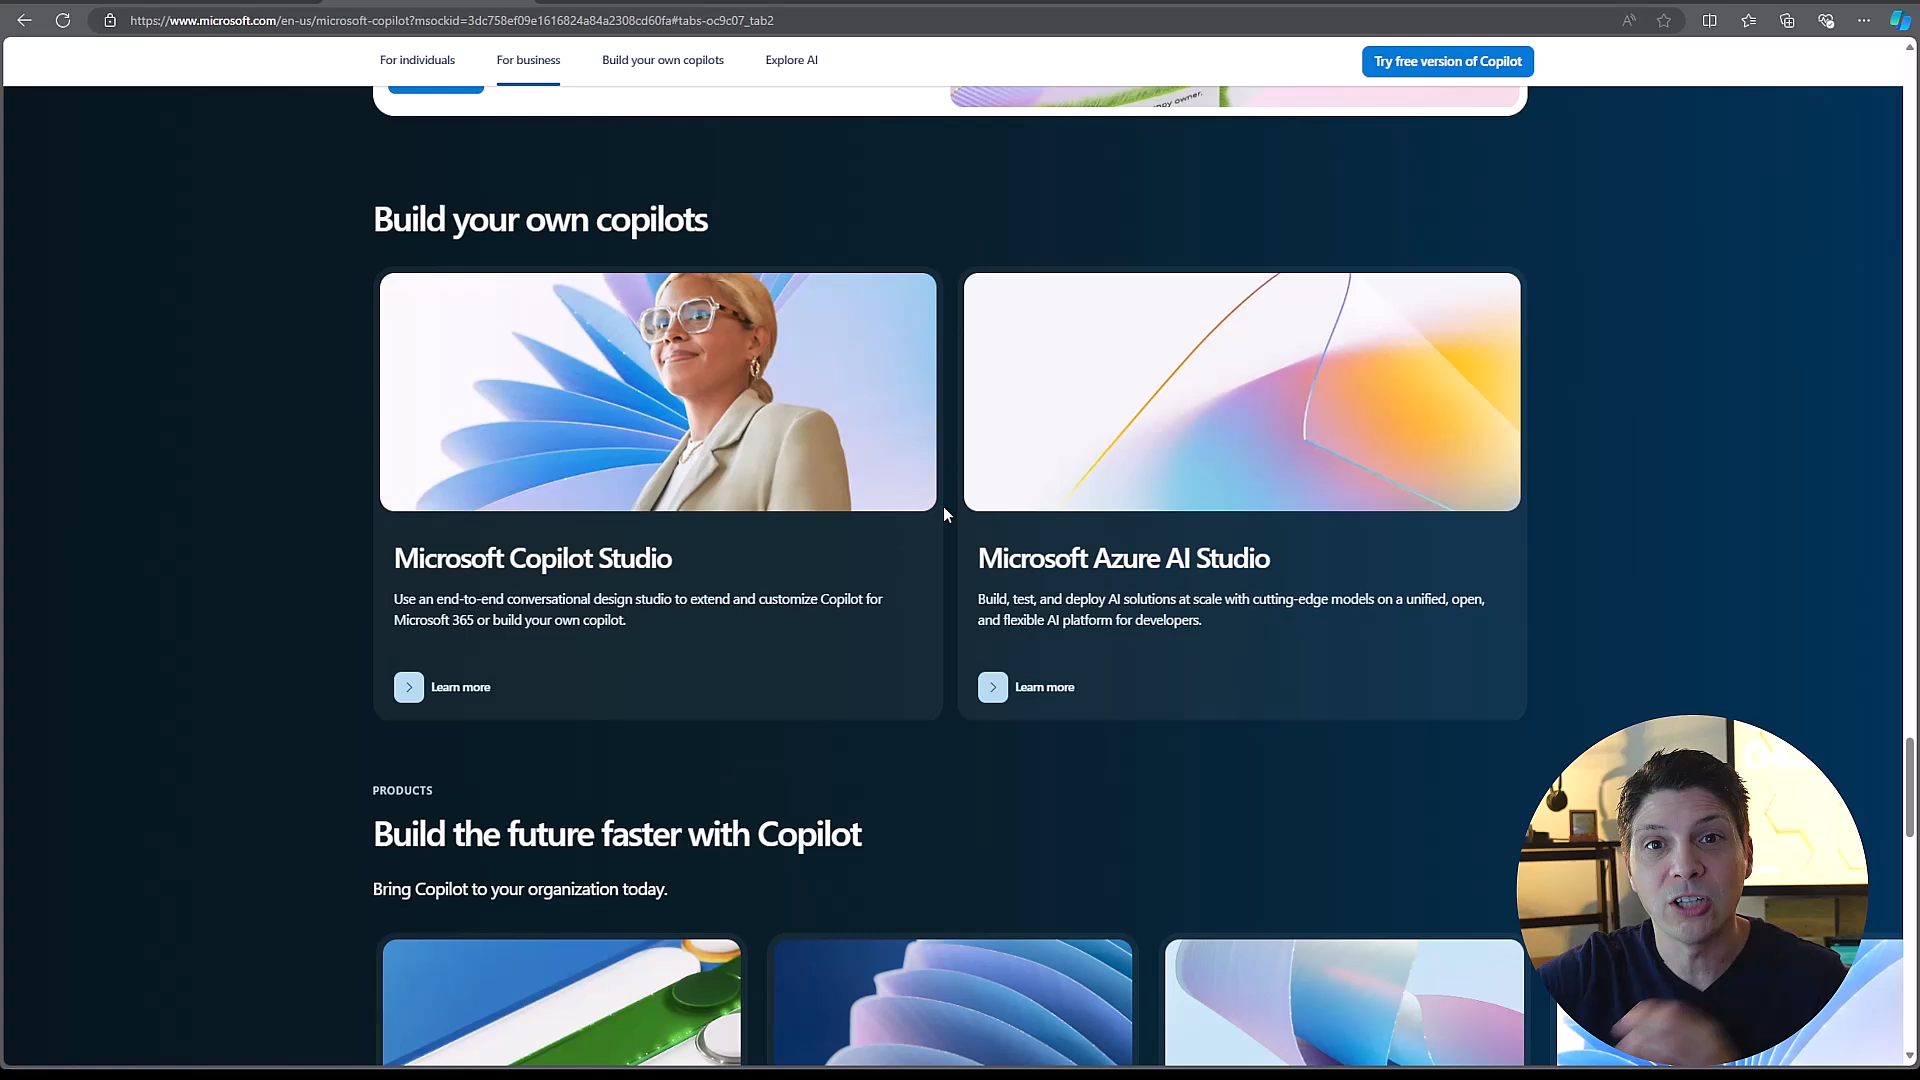 https://www.microsoft.com/en-us/microsoft-copilot?msockid=3dc758ef09e1616824a84a2308cd60fa#tabs-oc9c07_tab2
For individuals
For business
Build your own copilots
Explore AI
Try free version of Copilot
owner.
Build your own copilots
Microsoft Copilot Studio
Use an end-to-end conversational design studio to extend and customize Copilot for
Microsoft 365 or build your own copilot.
Learn more
Microsoft Azure AI Studio
Build, test, and deploy AI solutions at scale with cutting-edge models on a unified, open,
and flexible AI platform for developers.
Learn more
PRODUCTS
Build the future faster with Copilot
Bring Copilot to your organization today.